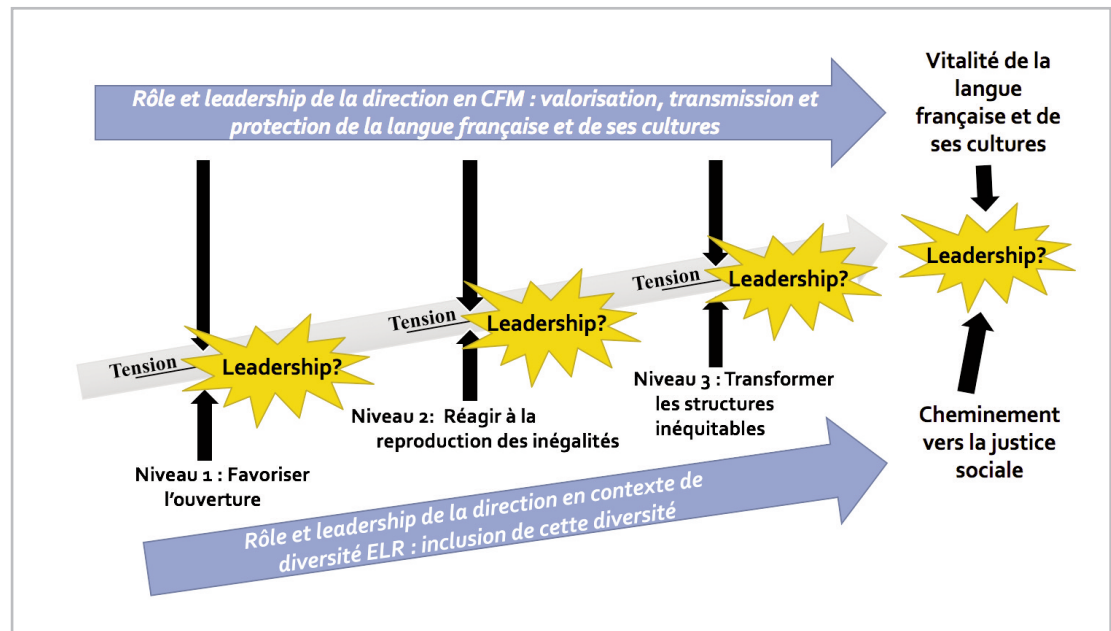 Rôle et leadership de la direction en CFM : valorisation, transmission et
protection de la langue française et de ses cultures
Vitalité de la
langue
française et de
ses cultures
Leadership?
Tension
Leadership?
Tension
Leadership?
Tension
Leadership?
Niveau 1 : Favoriser
l'ouverture
Niveau 2: Réagir à la
reproduction des inégalités
Niveau 3 : Transformer
les structures
inéquitables
Cheminement
vers la justice
sociale
Rôle et leadership de la direction en contexte de
diversité ELR : inclusion de cette diversité